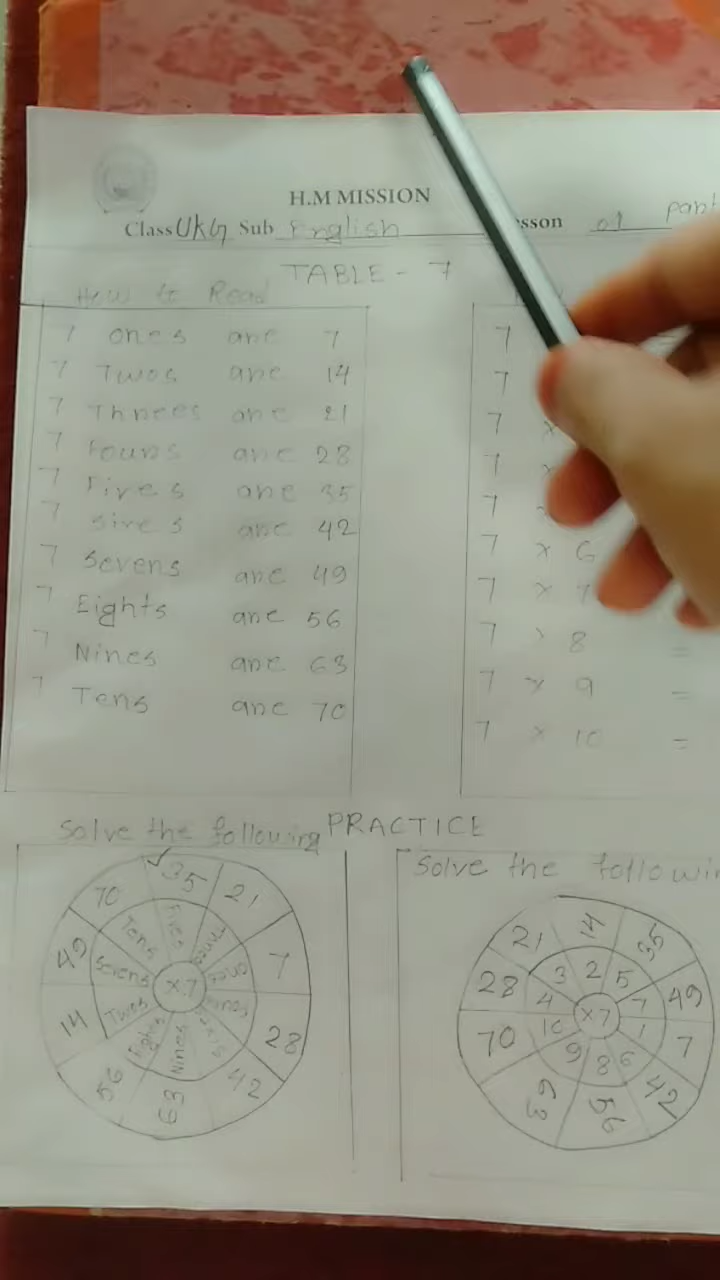 H.M MISSION
Class UKG Sub English sson 01 part
TABLE - 7
How to Read
7 ones are 7
7 Twos are 14
7 Threes are 21
7 Fours are 28
7 Fives are 35
7 Sixes are 42
7 Sevens are 49
7 Eights are 56
7 Nines are 63
7 Tens are 70
7
7
7 ×
7
7
7 × 6
7 × 7
7 × 8 =
7 × 9 =
7 × 10 =
PRACTICE
Solve the following
✓35 21 7 28 42 63 56 14 49 70
Fives Threes Ones Fours Sixes Nines Eights Twos Sevens Tens
×7
Solve the followin
14 35 49 7 42 56 63 70 28 21
2 5 7 1 6 8 9 10 4 3
×7